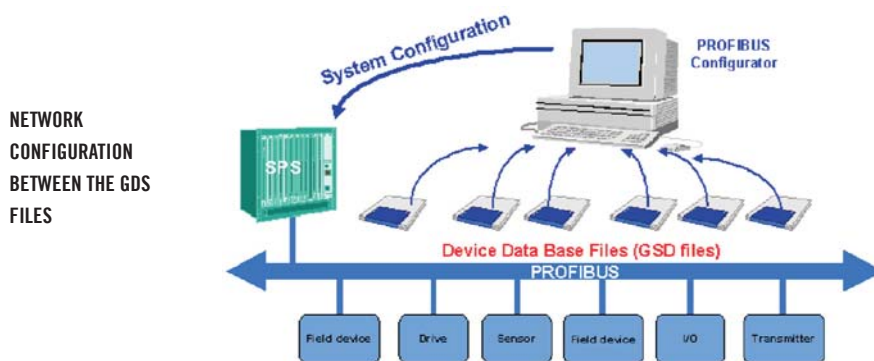 NETWORK
CONFIGURATION
BETWEEN THE GDS
FILES
System Configuration
PROFIBUS
Configurator
SPS
Device Data Base Files (GSD files)
PROFIBUS
Field device
Drive
Sensor
Field device
I/O
Transmitter